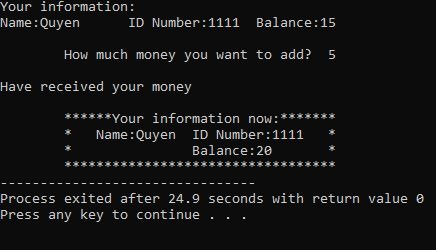 Your information:
Name:Quyen      ID Number:1111  Balance:15
        How much money you want to add?  5
Have received your money
        ******Your information now:*******
        *   Name:Quyen  ID Number:1111   *
        *               Balance:20       *
        **********************************
--------------------------------
Process exited after 24.9 seconds with return value 0
Press any key to continue . . .